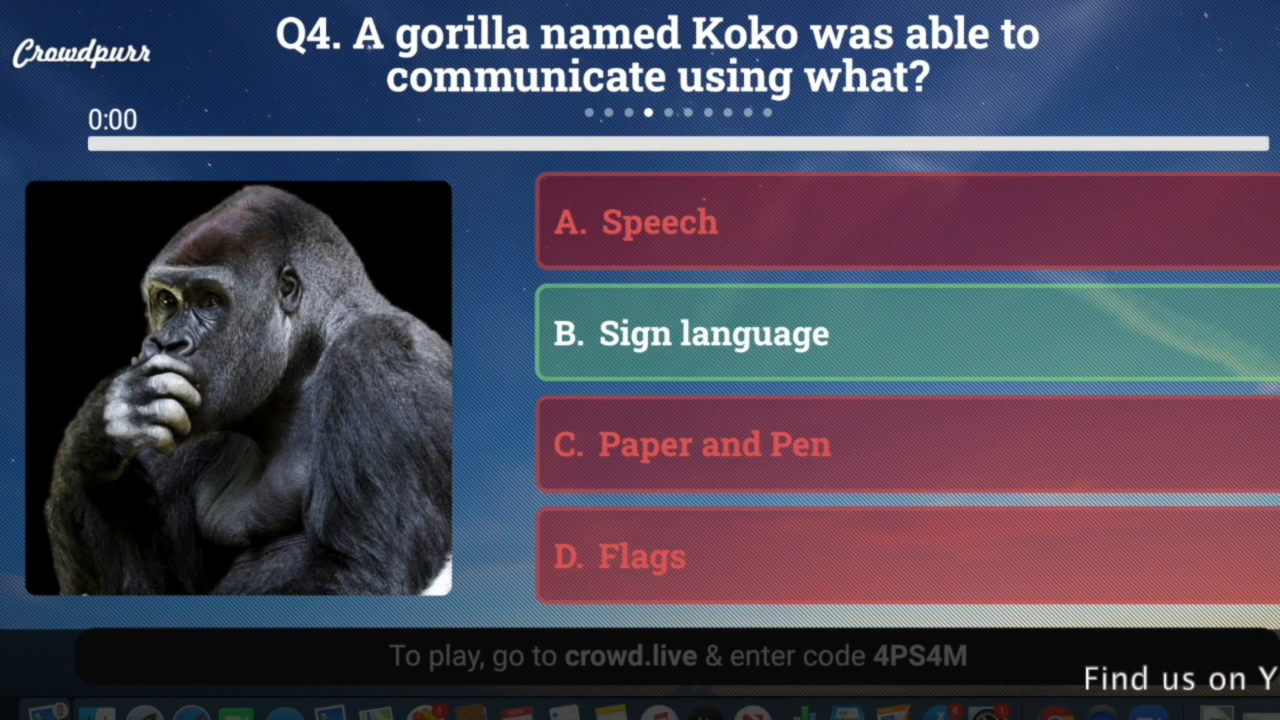 Crowdpurr
Q4. A gorilla named Koko was able to
communicate using what?
0:00
A. Speech
B. Sign language
C. Paper and Pen
D. Flags
To play, go to crowd.live & enter code 4PS4M
Find us on Y